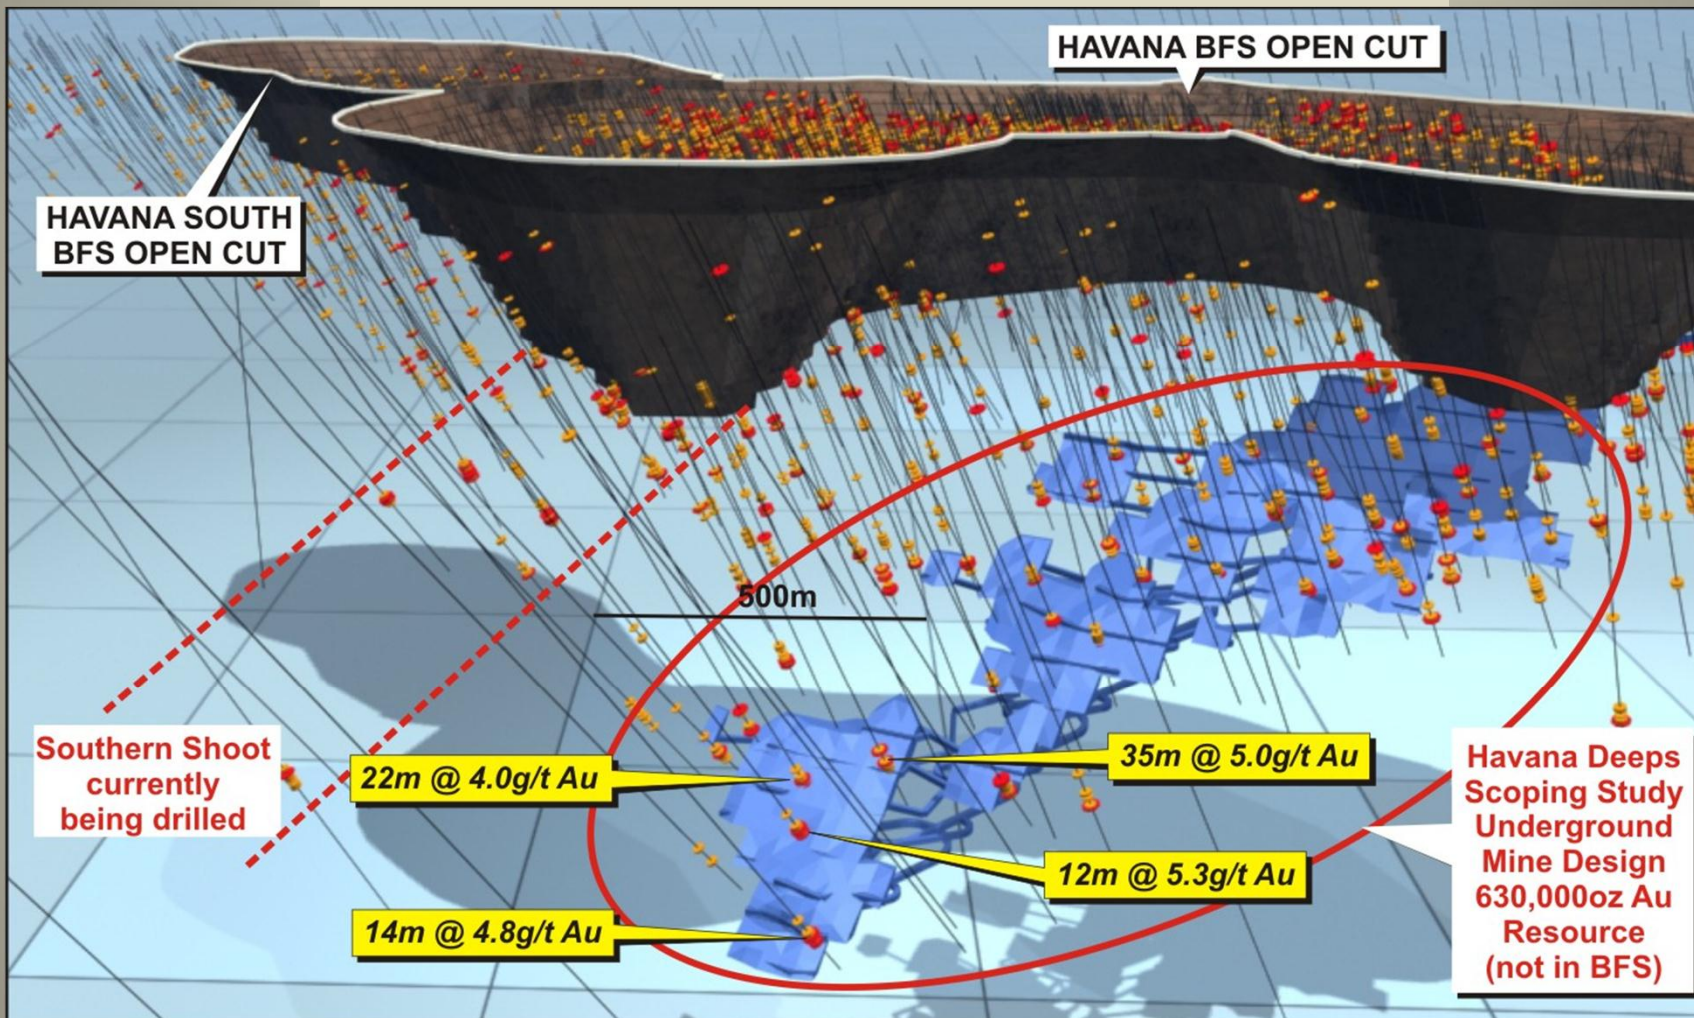 HAVANA BFS OPEN CUT
HAVANA SOUTH
BFS OPEN CUT
500m
Southern Shoot
currently
being drilled
22m @ 4.0g/t Au
35m @ 5.0g/t Au
12m @ 5.3g/t Au
14m @ 4.8g/t Au
Havana Deeps
Scoping Study
Underground
Mine Design
630,000oz Au
Resource
(not in BFS)